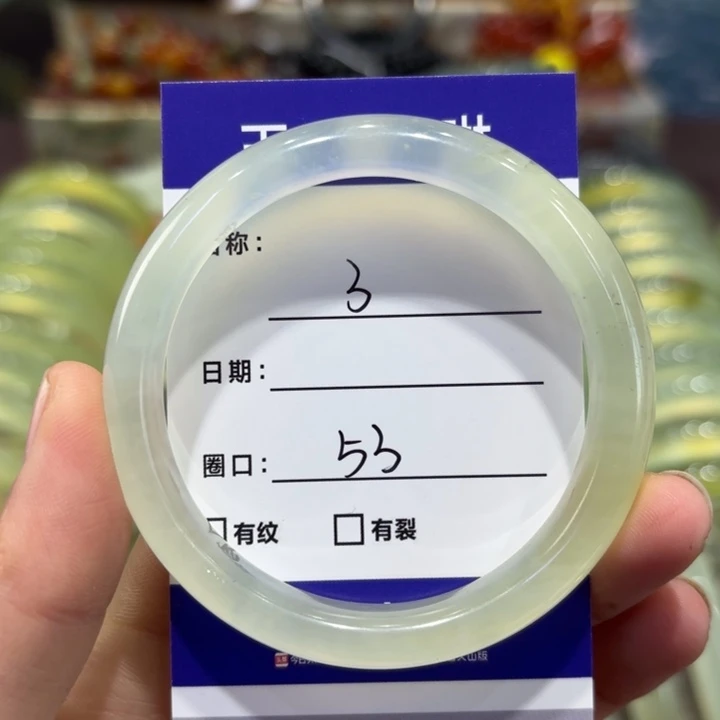 称：
3
日期：
圈口：53
□有纹 □有裂